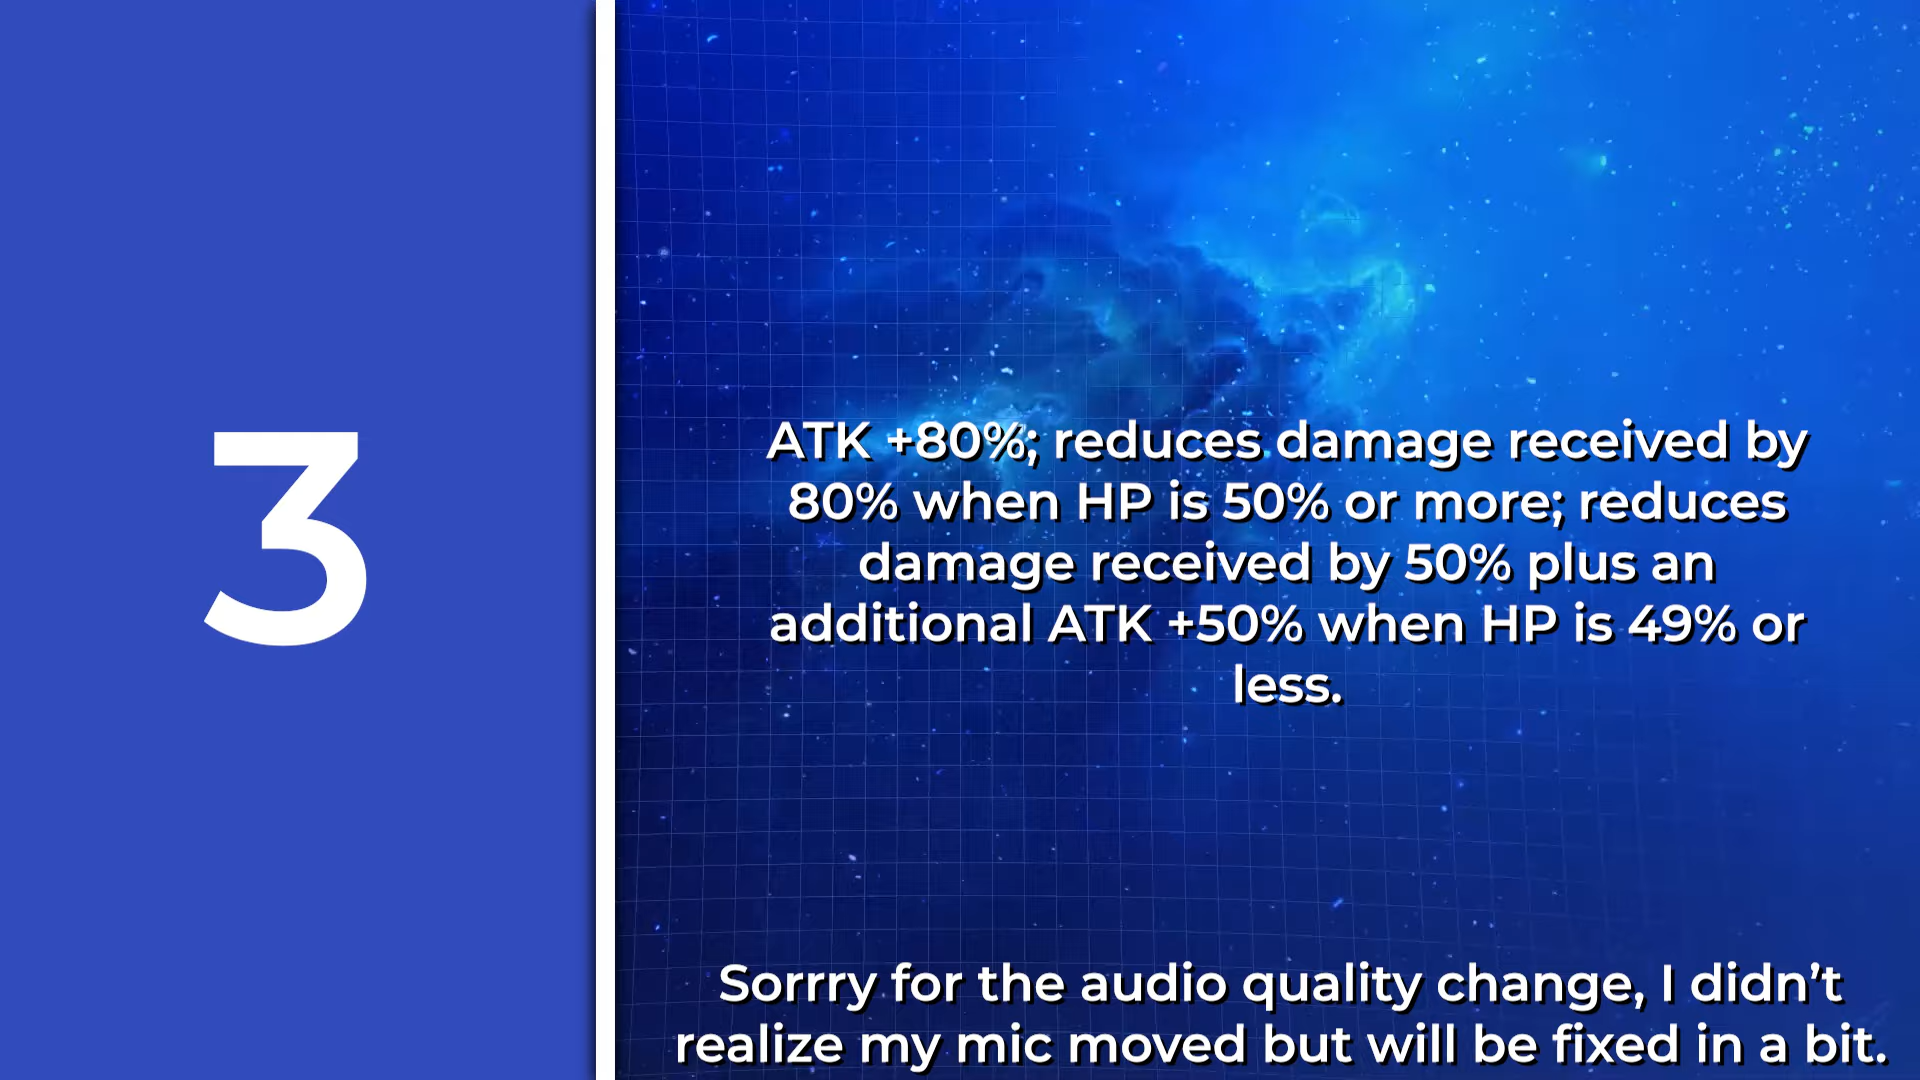 3
ATK +80%; reduces damage received by
80% when HP is 50% or more; reduces
damage received by 50% plus an
additional ATK +50% when HP is 49% or
less.
Sorrry for the audio quality change, I didn’t
realize my mic moved but will be fixed in a bit.